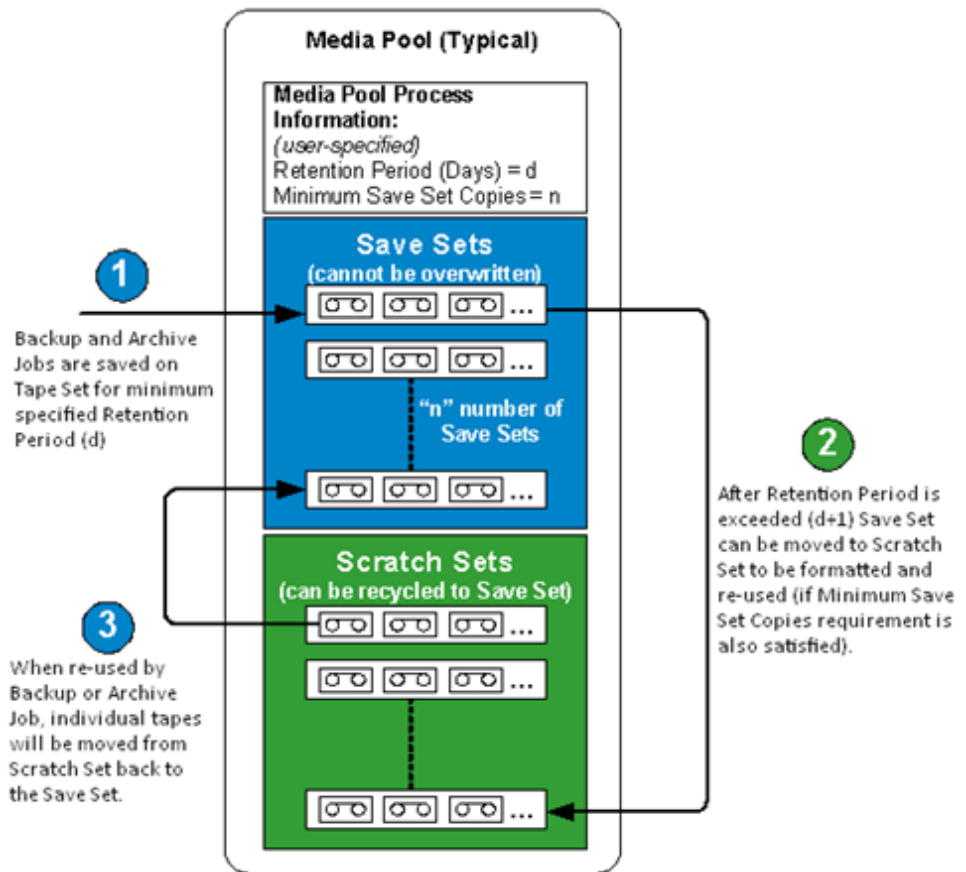 Media Pool (Typical)
Media Pool Process
Information:
(user-specified)
Retention Period (Days) = d
Minimum Save Set Copies = n
Save Sets
(cannot be overwritten)
...
...
"n" number of
Save Sets
...
1
Backup and Archive
Jobs are saved on
Tape Set for minimum
specified Retention
Period (d)
2
After Retention Period is
exceeded (d+1) Save Set
can be moved to Scratch
Set to be formatted and
re-used (if Minimum Save
Set Copies requirement is
also satisfied).
Scratch Sets
(can be recycled to Save Set)
...
...
...
3
When re-used by
Backup or Archive
Job, individual tapes
will be moved from
Scratch Set back to
the Save Set.